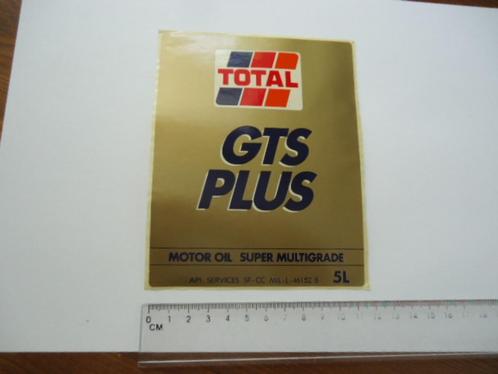 TOTAL
GTS
PLUS
MOTOR OIL SUPER MULTIGRADE
API SERVICES SF-CC MIL-L-46152 B 5L
0 1 2 3 4 5 6 7 8 9 10 11 12 13 14 15 16
CM